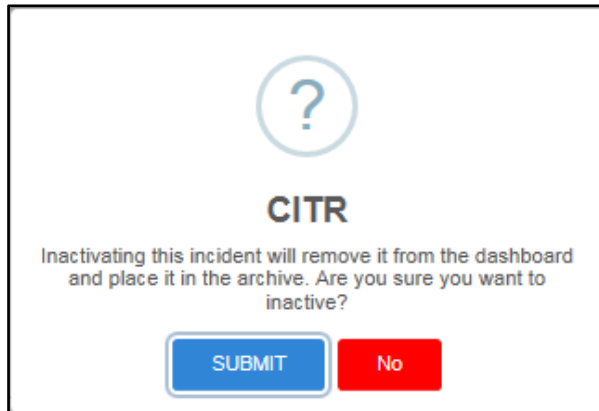 ?
CITR
Inactivating this incident will remove it from the dashboard
and place it in the archive. Are you sure you want to
inactive?
SUBMIT No